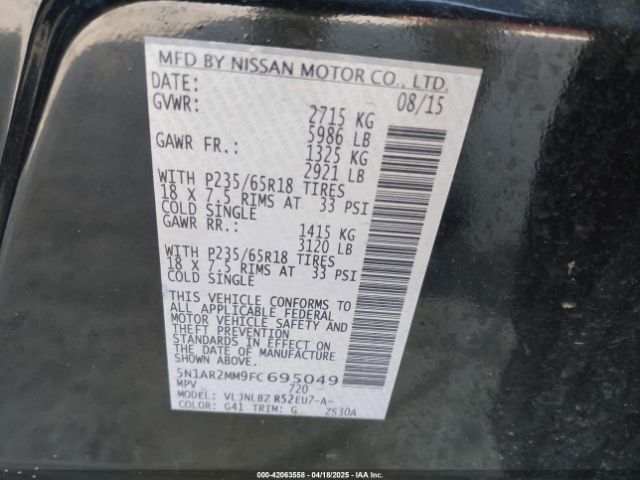 MFD BY NISSAN MOTOR CO., LTD.
DATE: 08/15
GVWR: 2715 KG
5986 LB
GAWR FR.: 1325 KG
2921 LB
WITH P235/65R18 TIRES
18 X 7.5 RIMS AT 33 PSI
COLD SINGLE
GAWR RR.: 1415 KG
3120 LB
WITH P235/65R18 TIRES
18 X 7.5 RIMS AT 33 PSI
COLD SINGLE
THIS VEHICLE CONFORMS TO
ALL APPLICABLE FEDERAL
MOTOR VEHICLE SAFETY AND
THEFT PREVENTION
STANDARDS IN EFFECT ON
THE DATE OF MANUFACTURE
SHOWN ABOVE.
5N1AR2MM9FC695049
MPV 720
MODEL: VLJNLBZ R52EU7-A-
COLOR: G41 TRIM: G ZS30A
000-42063558 - 04/18/2025 - IAAI.COM